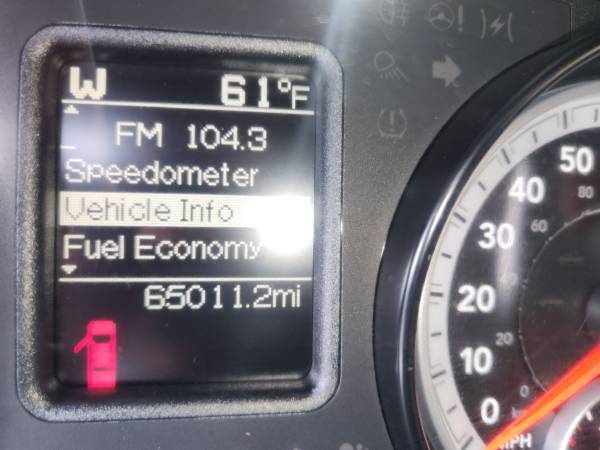 W 61°F
FM 104.3
Speedometer
Vehicle Info
Fuel Economy
65011.2mi
50
80
40
60
30
20
20
10
0
MPH